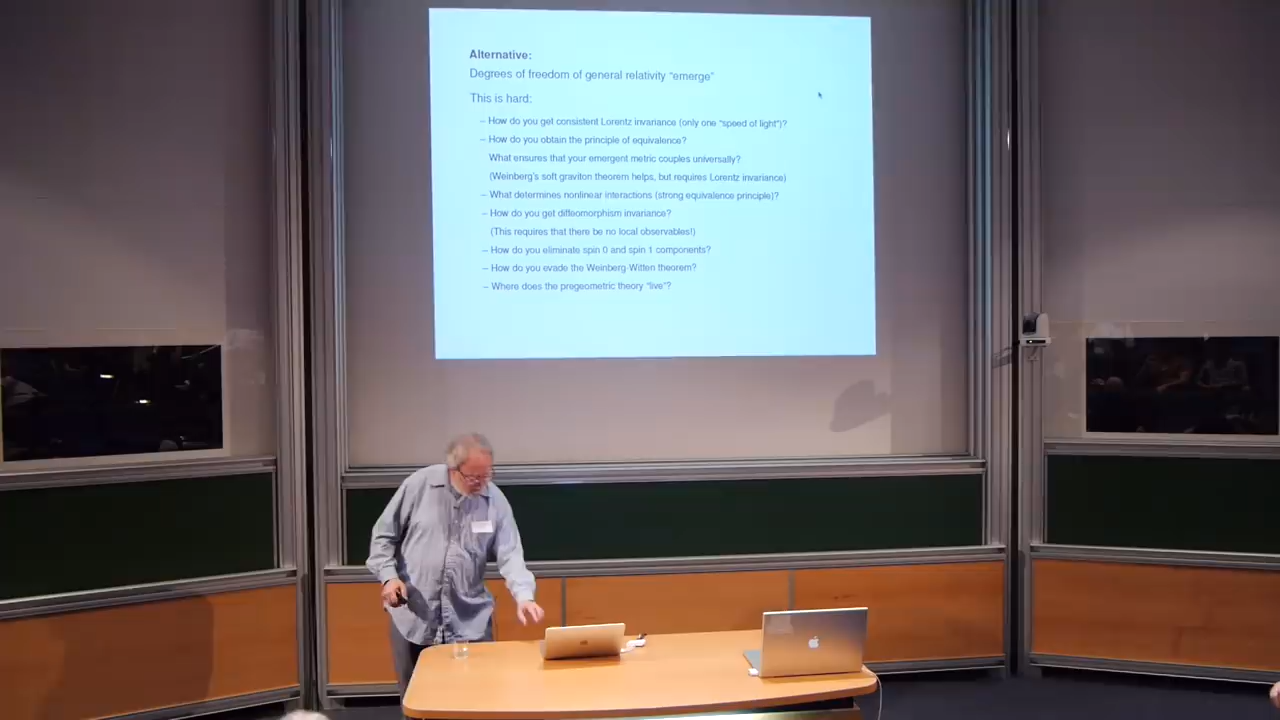 Alternative:
Degrees of freedom of general relativity “emerge”
This is hard:
– How do you get consistent Lorentz invariance (only one “speed of light”)?
– How do you obtain the principle of equivalence?
What ensures that your emergent metric couples universally?
(Weinberg’s soft graviton theorem helps, but requires Lorentz invariance)
– What determines nonlinear interactions (strong equivalence principle)?
– How do you get diffeomorphism invariance?
(This requires that there be no local observables!)
– How do you eliminate spin 0 and spin 1 components?
– How do you evade the Weinberg-Witten theorem?
– Where does the pregeometric theory “live”?